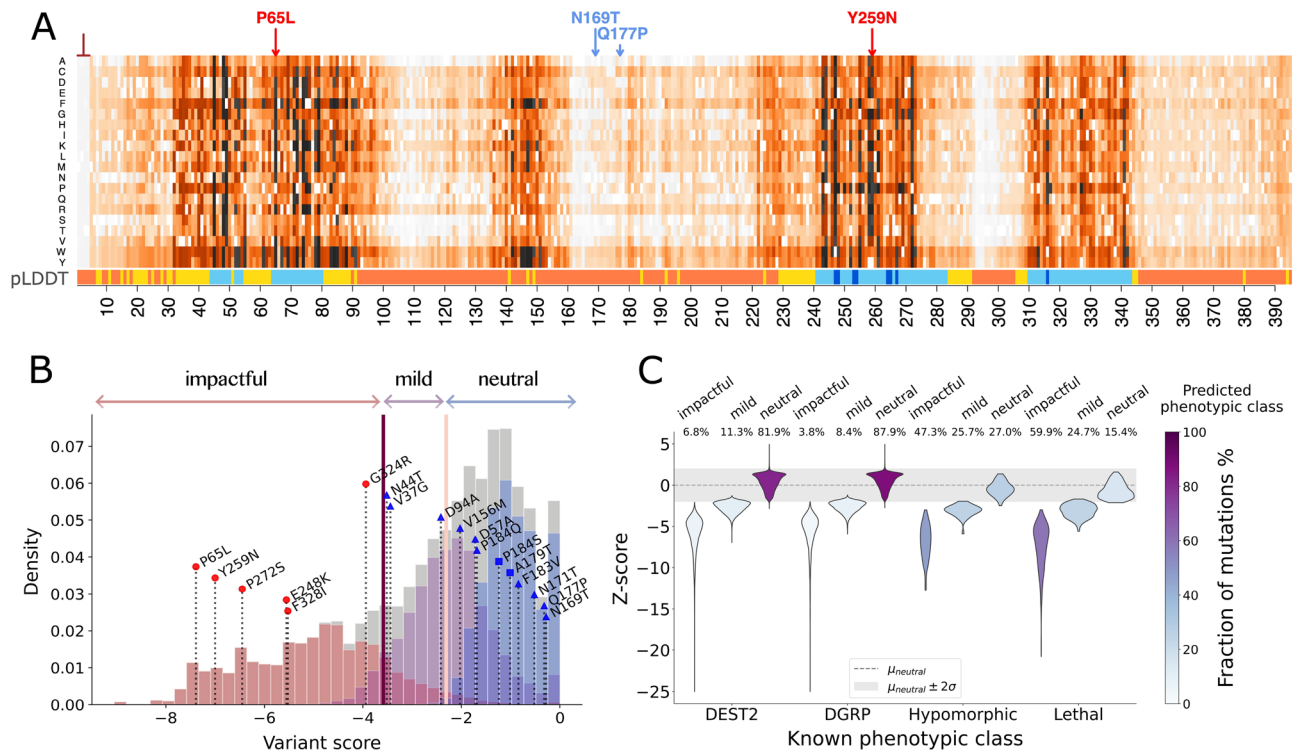 A
P65L
N169T
Q177P
Y259N
A
C
D
E
F
G
H
I
K
L
M
N
P
Q
R
S
T
V
W
Y
pLDDT
10 20 30 40 50 60 70 80 90 100 110 120 130 140 150 160 170 180 190 200 210 220 230 240 250 260 270 280 290 300 310 320 330 340 350 360 370 380 390
B
impactful mild neutral
0.07
0.06
0.05
0.04
0.03
0.02
0.01
0.00
Density
G324R
N44T
V37G
D94A
V156M
D57A
P184Q
P184S
A179T
F183V
N171T
Q177P
N169T
P65L
Y259N
P272S
E248K
F328I
−8 −6 −4 −2 0
Variant score
C
impactful mild neutral impactful mild neutral impactful mild neutral impactful mild neutral
6.8% 11.3% 81.9% 3.8% 8.4% 87.9% 47.3% 25.7% 27.0% 59.9% 24.7% 15.4%
5
0
−5
−10
−15
−20
−25
Z-score
μneutral
μneutral ± 2σ
DEST2 DGRP Hypomorphic Lethal
Known phenotypic class
Predicted
phenotypic class
100
80
60
40
20
0
Fraction of mutations %